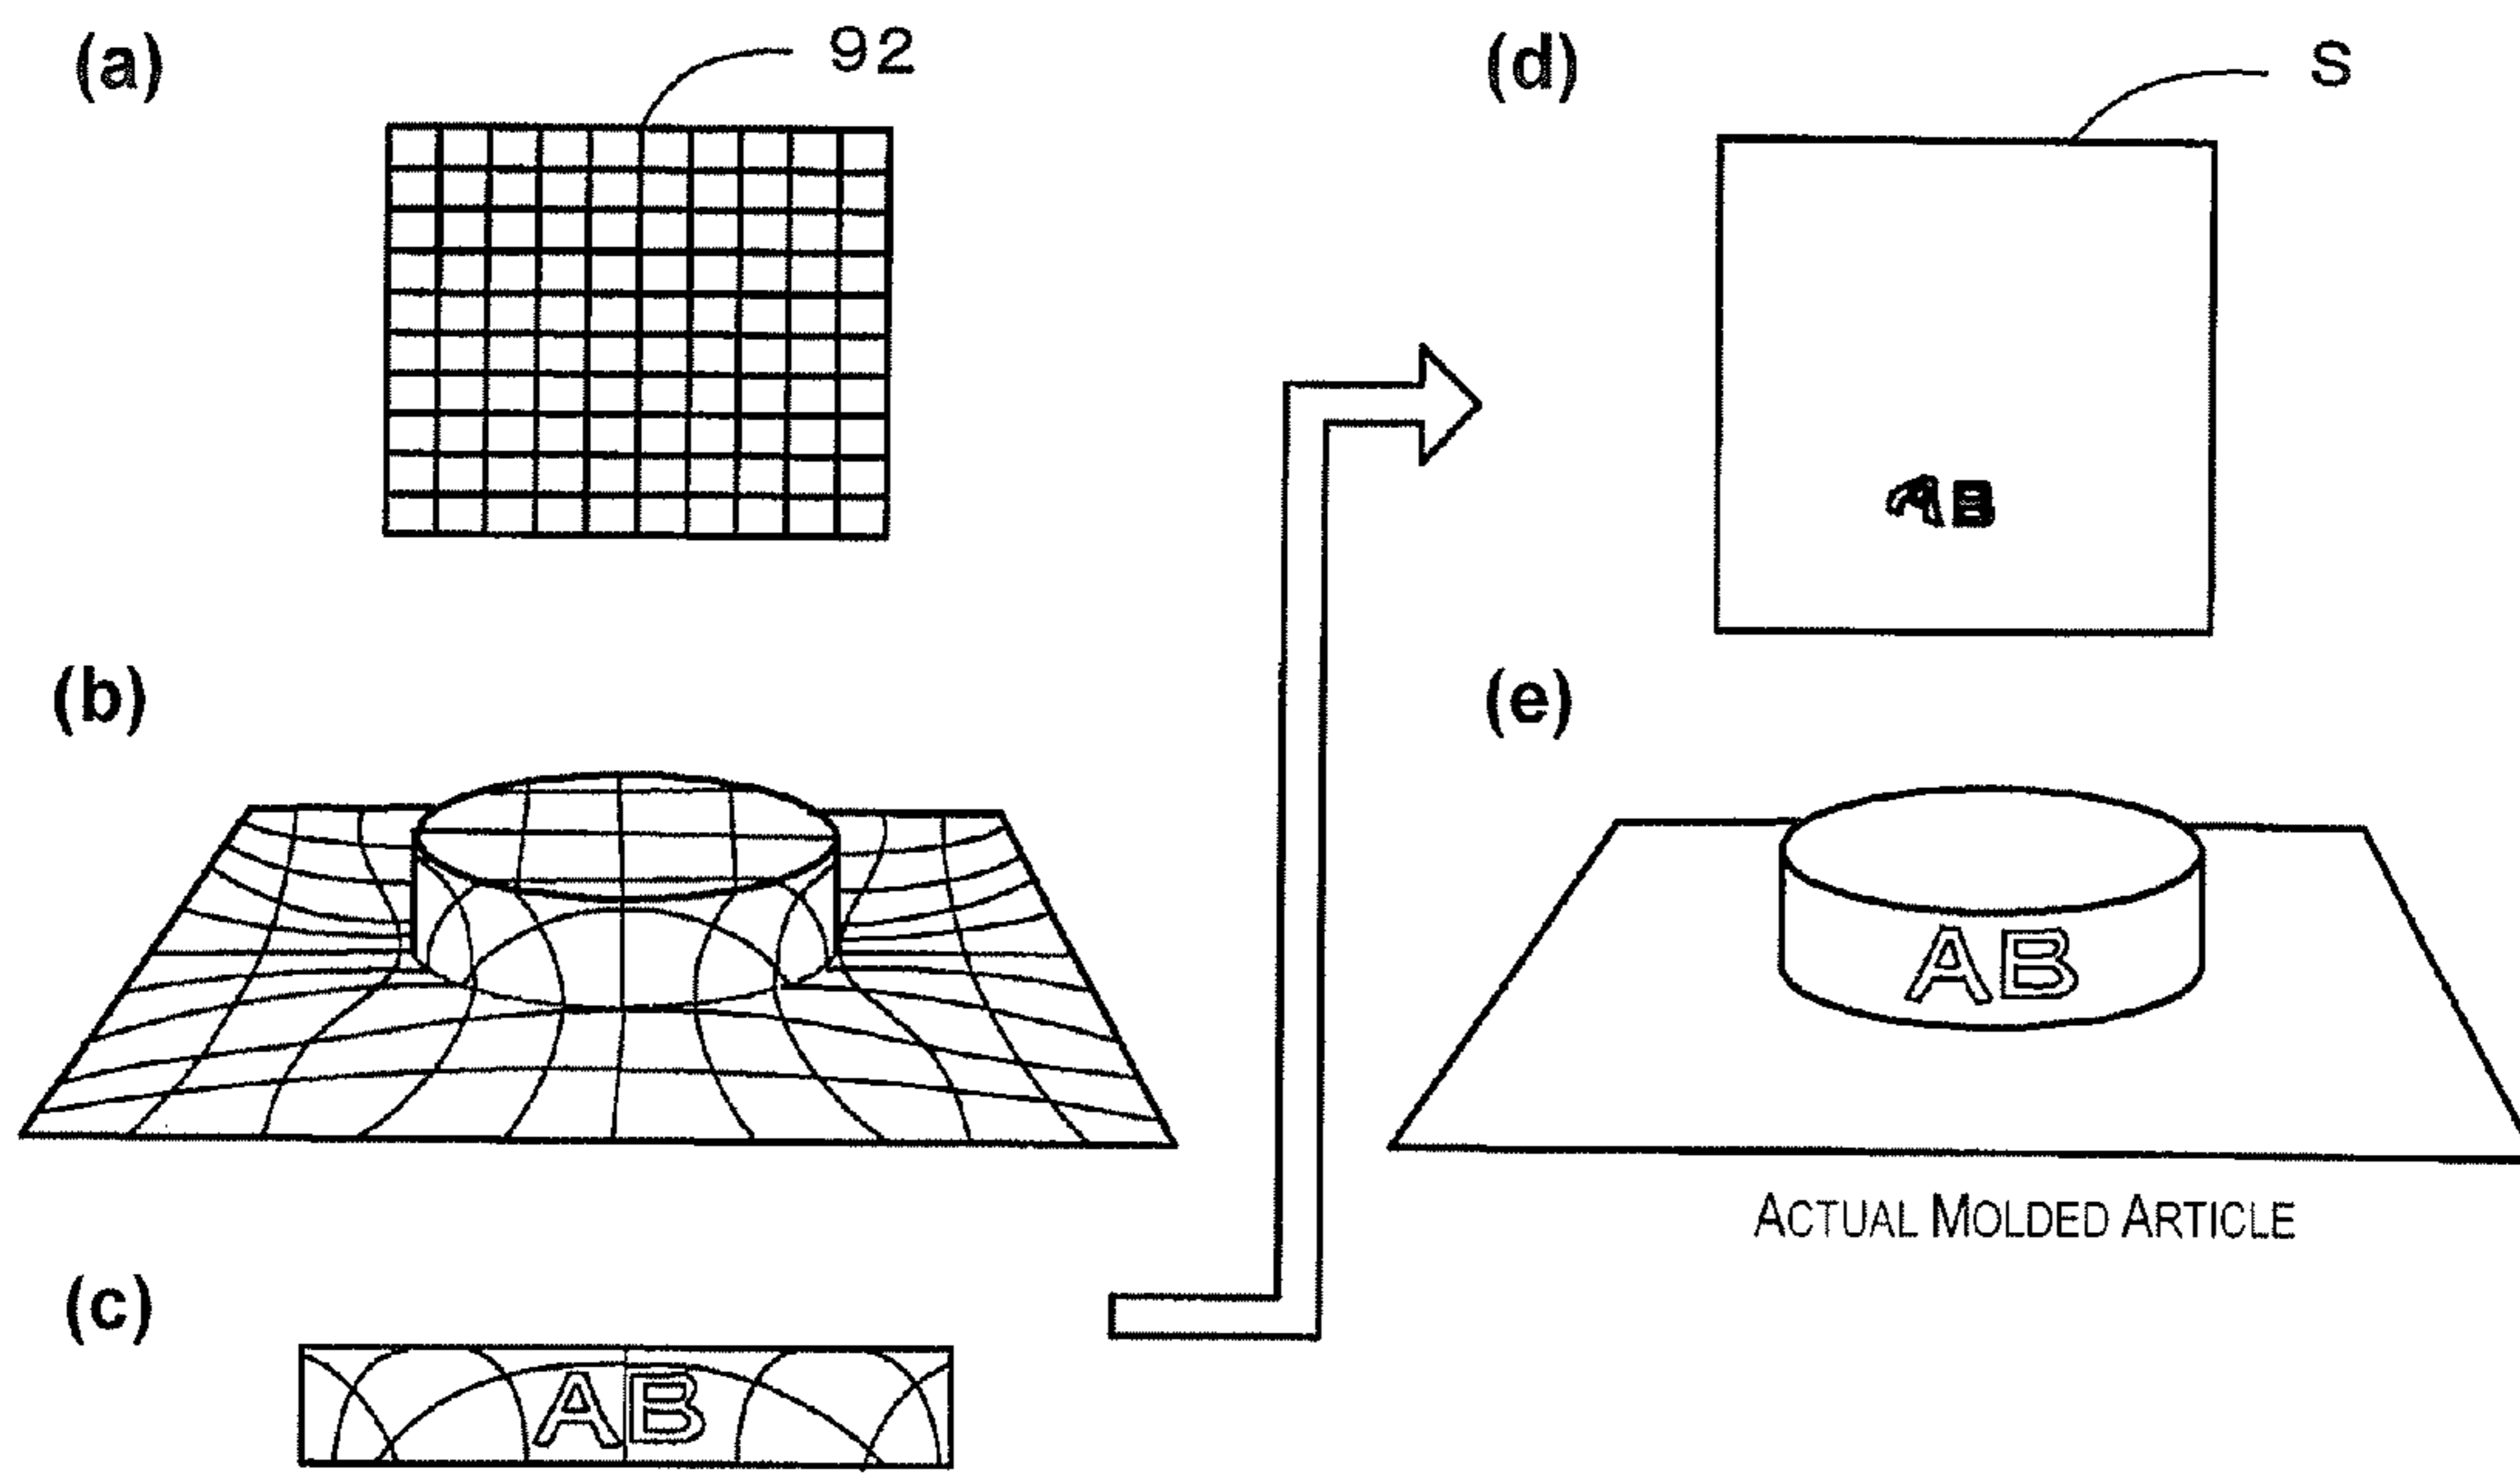 (a)
92
(b)
(c)
AB
(d)
S
AB
(e)
AB
ACTUAL MOLDED ARTICLE